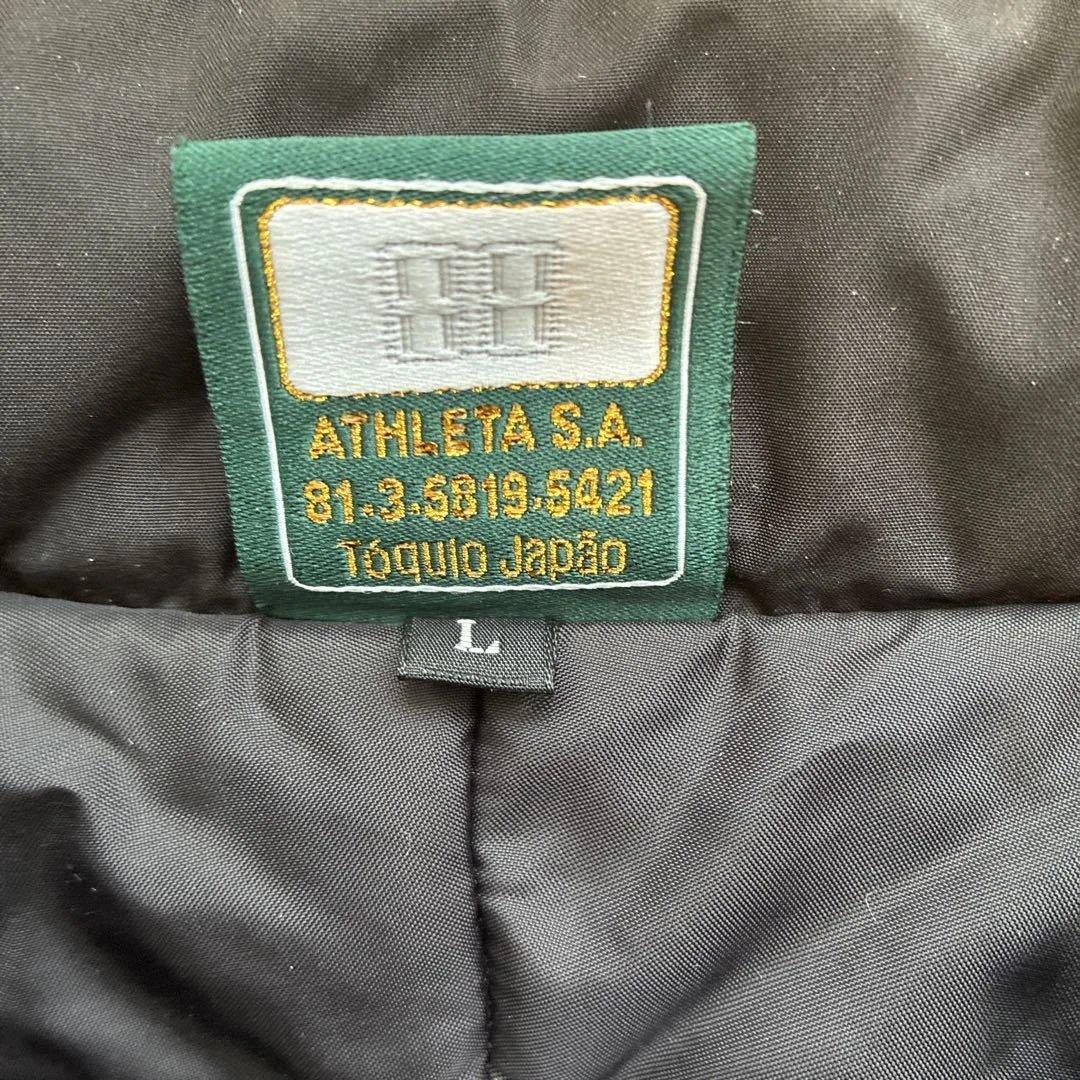 ATHLETA S.A.
81.3.5819.5421
Tóquio Japão
L